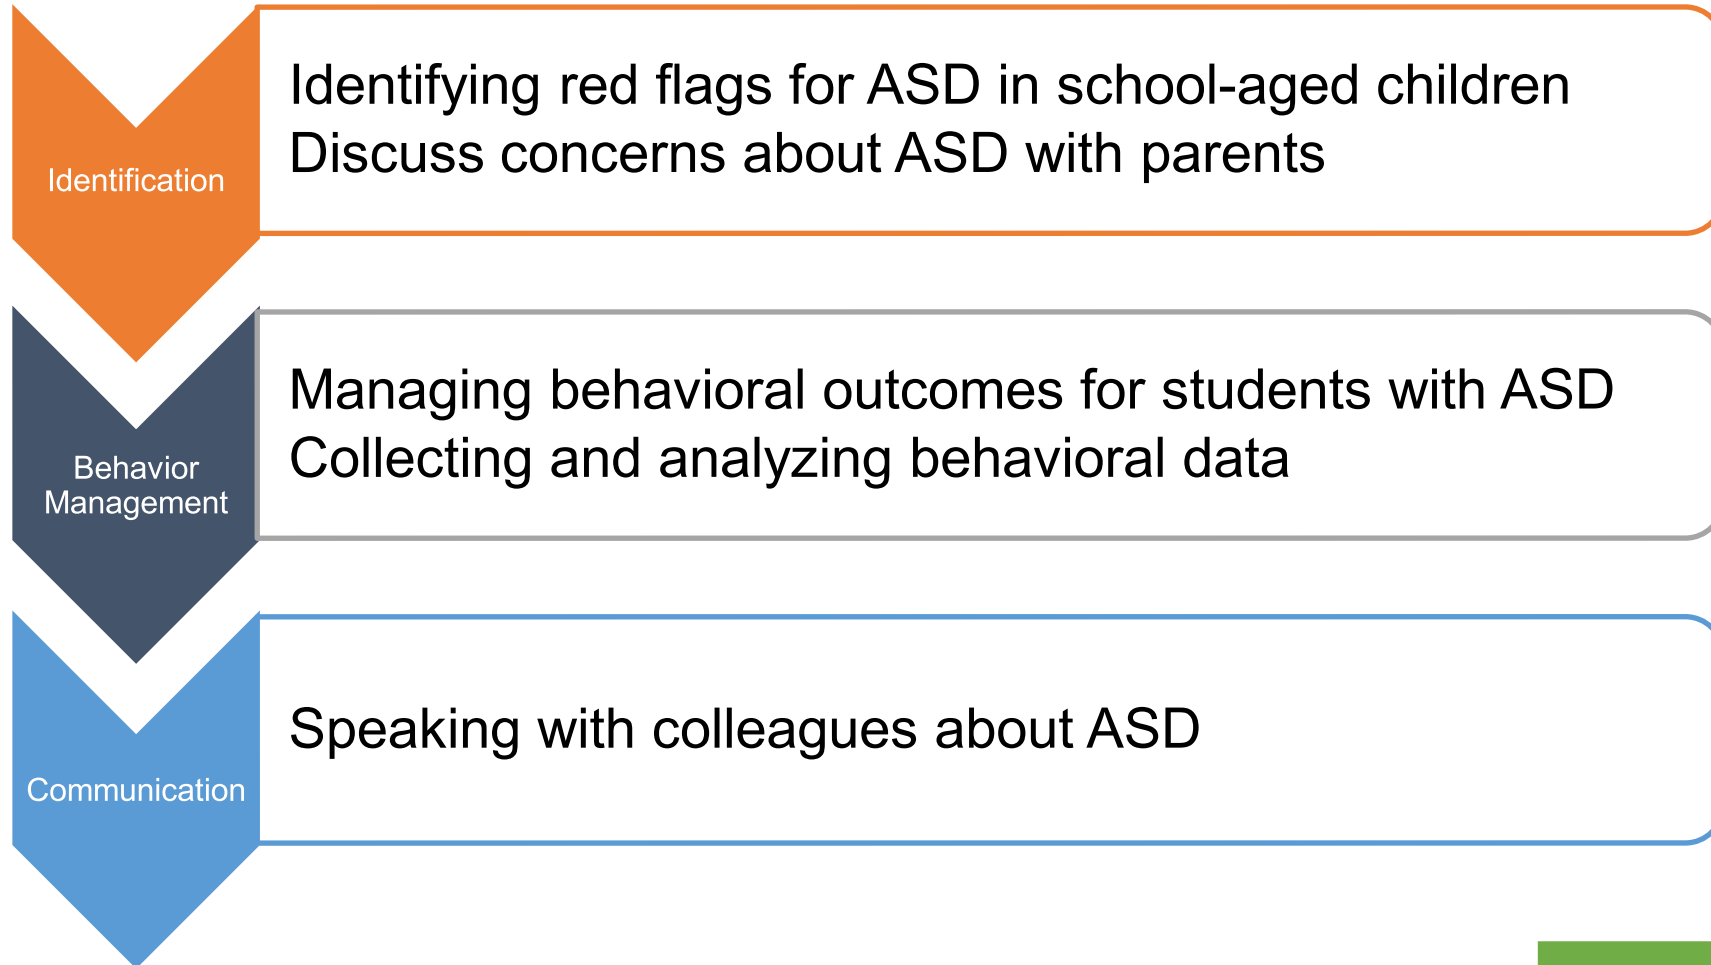 Identification
Identifying red flags for ASD in school-aged children
Discuss concerns about ASD with parents
Behavior
Management
Managing behavioral outcomes for students with ASD
Collecting and analyzing behavioral data
Communication
Speaking with colleagues about ASD